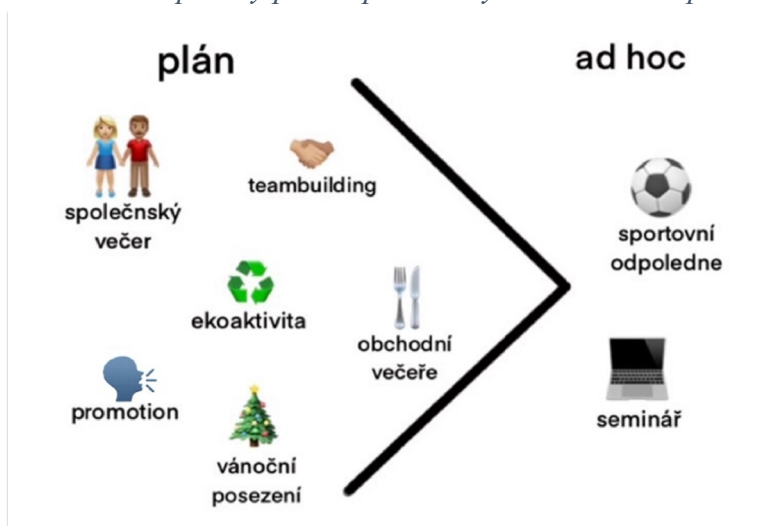 plán
ad hoc
společnský
večer
teambuilding
sportovní
odpoledne
ekoaktivita
obchodní
večeře
promotion
seminář
vánoční
posezení